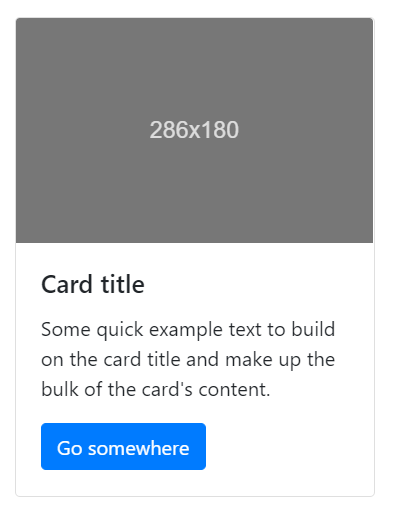 286x180
Card title
Some quick example text to build
on the card title and make up the
bulk of the card's content.
Go somewhere